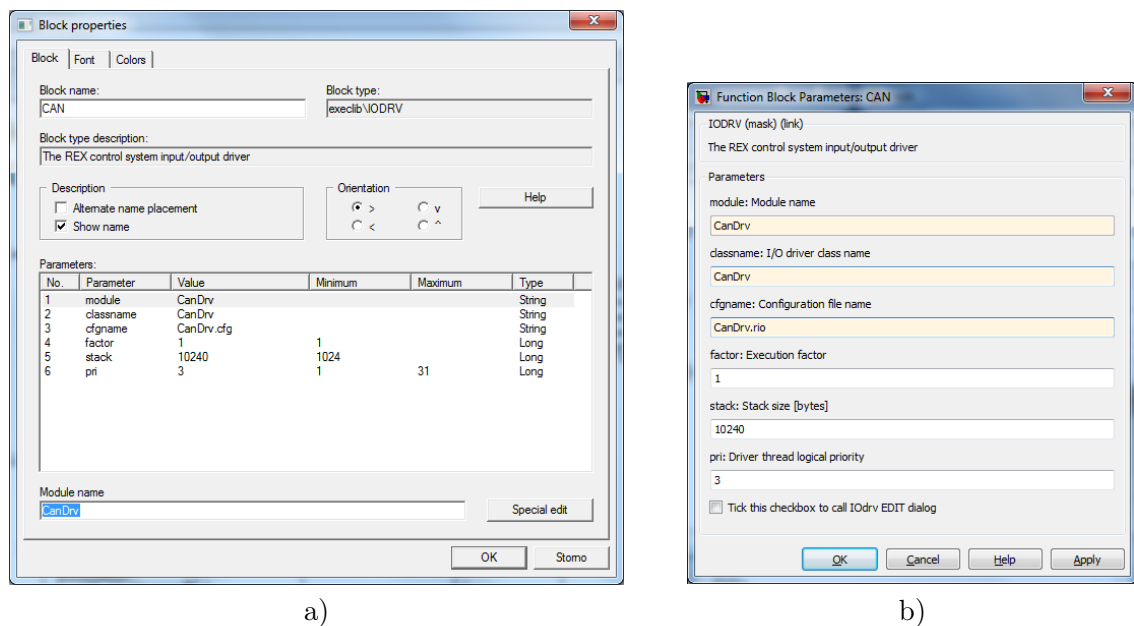 Block properties
Block Font Colors
Block name:
Block type:
CAN
execlib\IODRV
Block type description:
The REX control system input/output driver
Description
Alternate name placement
Show name
Orientation
> v
< ^
Help
Parameters:
No. Parameter Value Minimum Maximum Type
1 module CanDrv String
2 classname CanDrv String
3 cfgname CanDrv.cfg String
4 factor 1 1 Long
5 stack 10240 1024 Long
6 pri 3 1 31 Long
Module name
CanDrv
Special edit
OK Storno
a)
Function Block Parameters: CAN
IODRV (mask) (link)
The REX control system input/output driver
Parameters
module: Module name
CanDrv
classname: I/O driver class name
CanDrv
cfgname: Configuration file name
CanDrv.rio
factor: Execution factor
1
stack: Stack size [bytes]
10240
pri: Driver thread logical priority
3
Tick this checkbox to call IOdrv EDIT dialog
OK Cancel Help Apply
b)